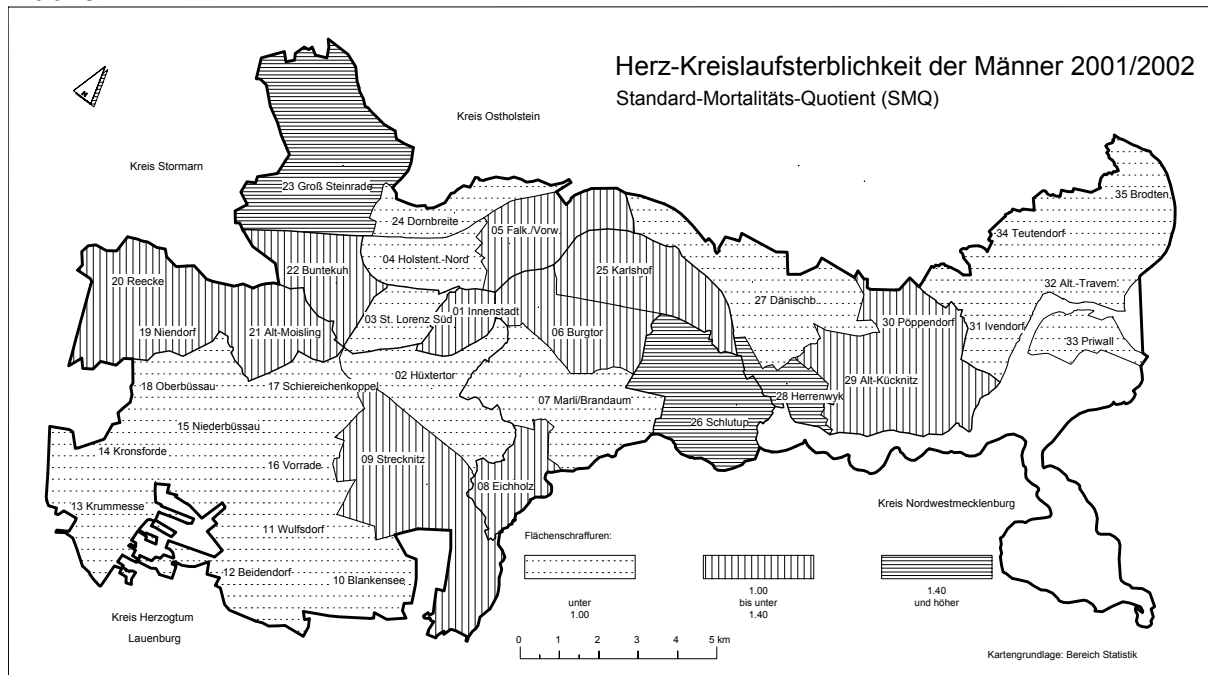 Herz-Kreislaufsterblichkeit der Männer 2001/2002
Standard-Mortalitäts-Quotient (SMQ)
N
Kreis Ostholstein
Kreis Stormarn
23 Groß Steinrade
35 Brodten
24 Dornbreite
05 Falk./Vorw.
34 Teutendorf
04 Holstent.-Nord
22 Buntekuh
25 Karlshof
20 Reecke
32 Alt.-Travem.
27 Dänischb.
01 Innenstadt
03 St. Lorenz Süd
30 Pöppendorf
31 Ivendorf
19 Niendorf
21 Alt-Moisling
06 Burgtor
33 Priwall
02 Hüxtertor
29 Alt-Kücknitz
18 Oberbüssau
17 Schiereichenkoppel
28 Herrenwyk
07 Marli/Brandaum
26 Schlutup
15 Niederbüssau
14 Kronsforde
09 Strecknitz
16 Vorrade
08 Eichholz
13 Krummesse
Kreis Nordwestmecklenburg
11 Wulfsdorf
Flächenschraffuren:
12 Beidendorf
10 Blankensee
unter
1.00
1.00
bis unter
1.40
1.40
und höher
Kreis Herzogtum
Lauenburg
0 1 2 3 4 5 km
Kartengrundlage: Bereich Statistik